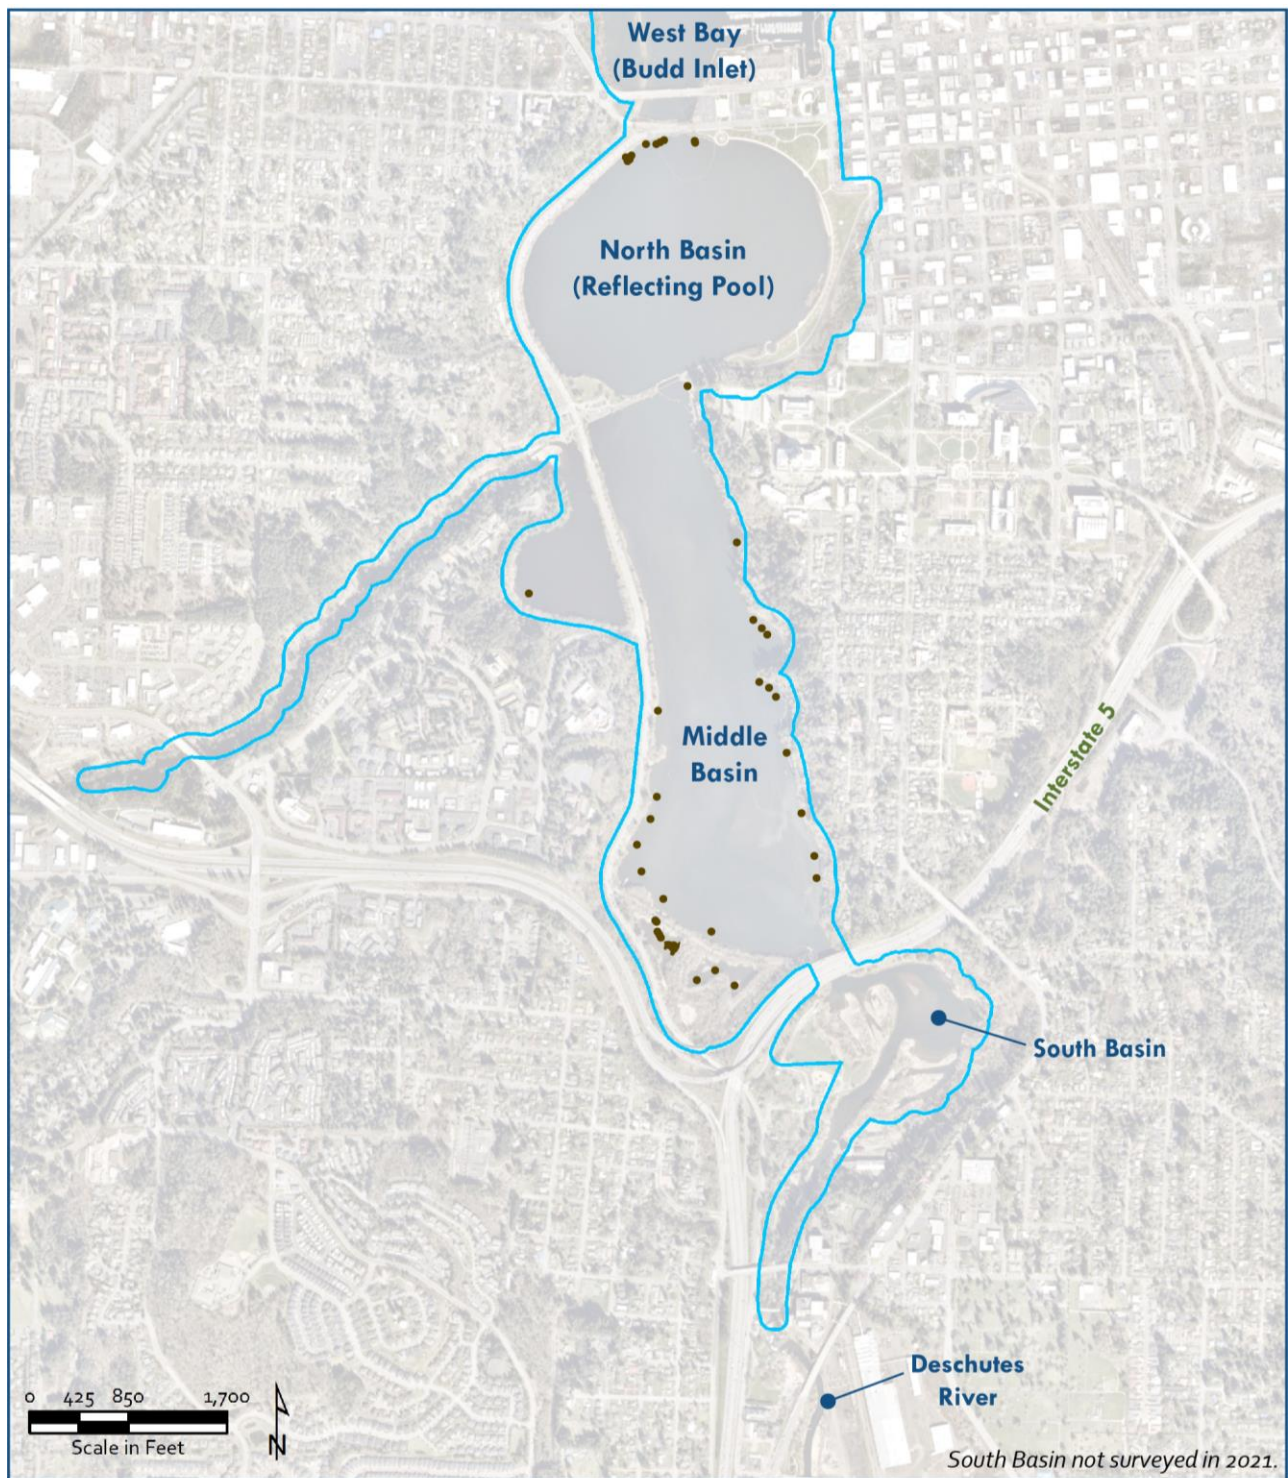 West Bay
(Budd Inlet)
North Basin
(Reflecting Pool)
Middle
Basin
Interstate 5
South Basin
Deschutes
River
0 425 850 1,700
Scale in Feet
N
South Basin not surveyed in 2021.